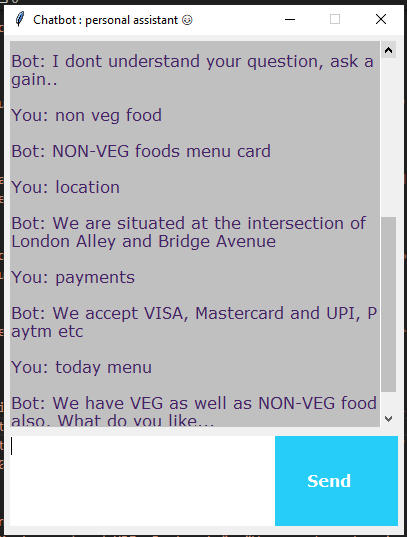 Chatbot : personal assistant ☺
Bot: I dont understand your question, ask a
gain..
You: non veg food
Bot: NON-VEG foods menu card
You: location
Bot: We are situated at the intersection of
London Alley and Bridge Avenue
You: payments
Bot: We accept VISA, Mastercard and UPI, P
aytm etc
You: today menu
Bot: We have VEG as well as NON-VEG food
also. What do you like...
Send